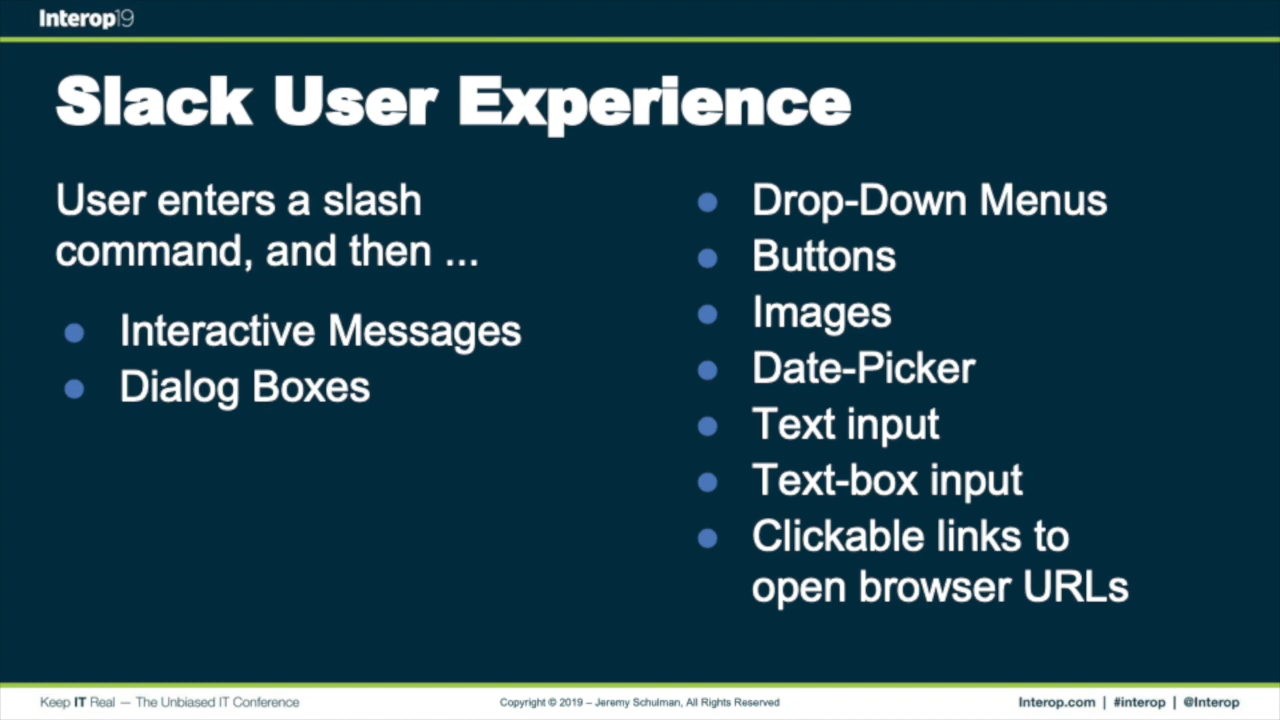 Interop19
Slack User Experience
User enters a slash
command, and then ...
Interactive Messages
Dialog Boxes
Drop-Down Menus
Buttons
Images
Date-Picker
Text input
Text-box input
Clickable links to
open browser URLs
Keep IT Real — The Unbiased IT Conference
Copyright © 2019 – Jeremy Schulman, All Rights Reserved
Interop.com | #interop | @Interop